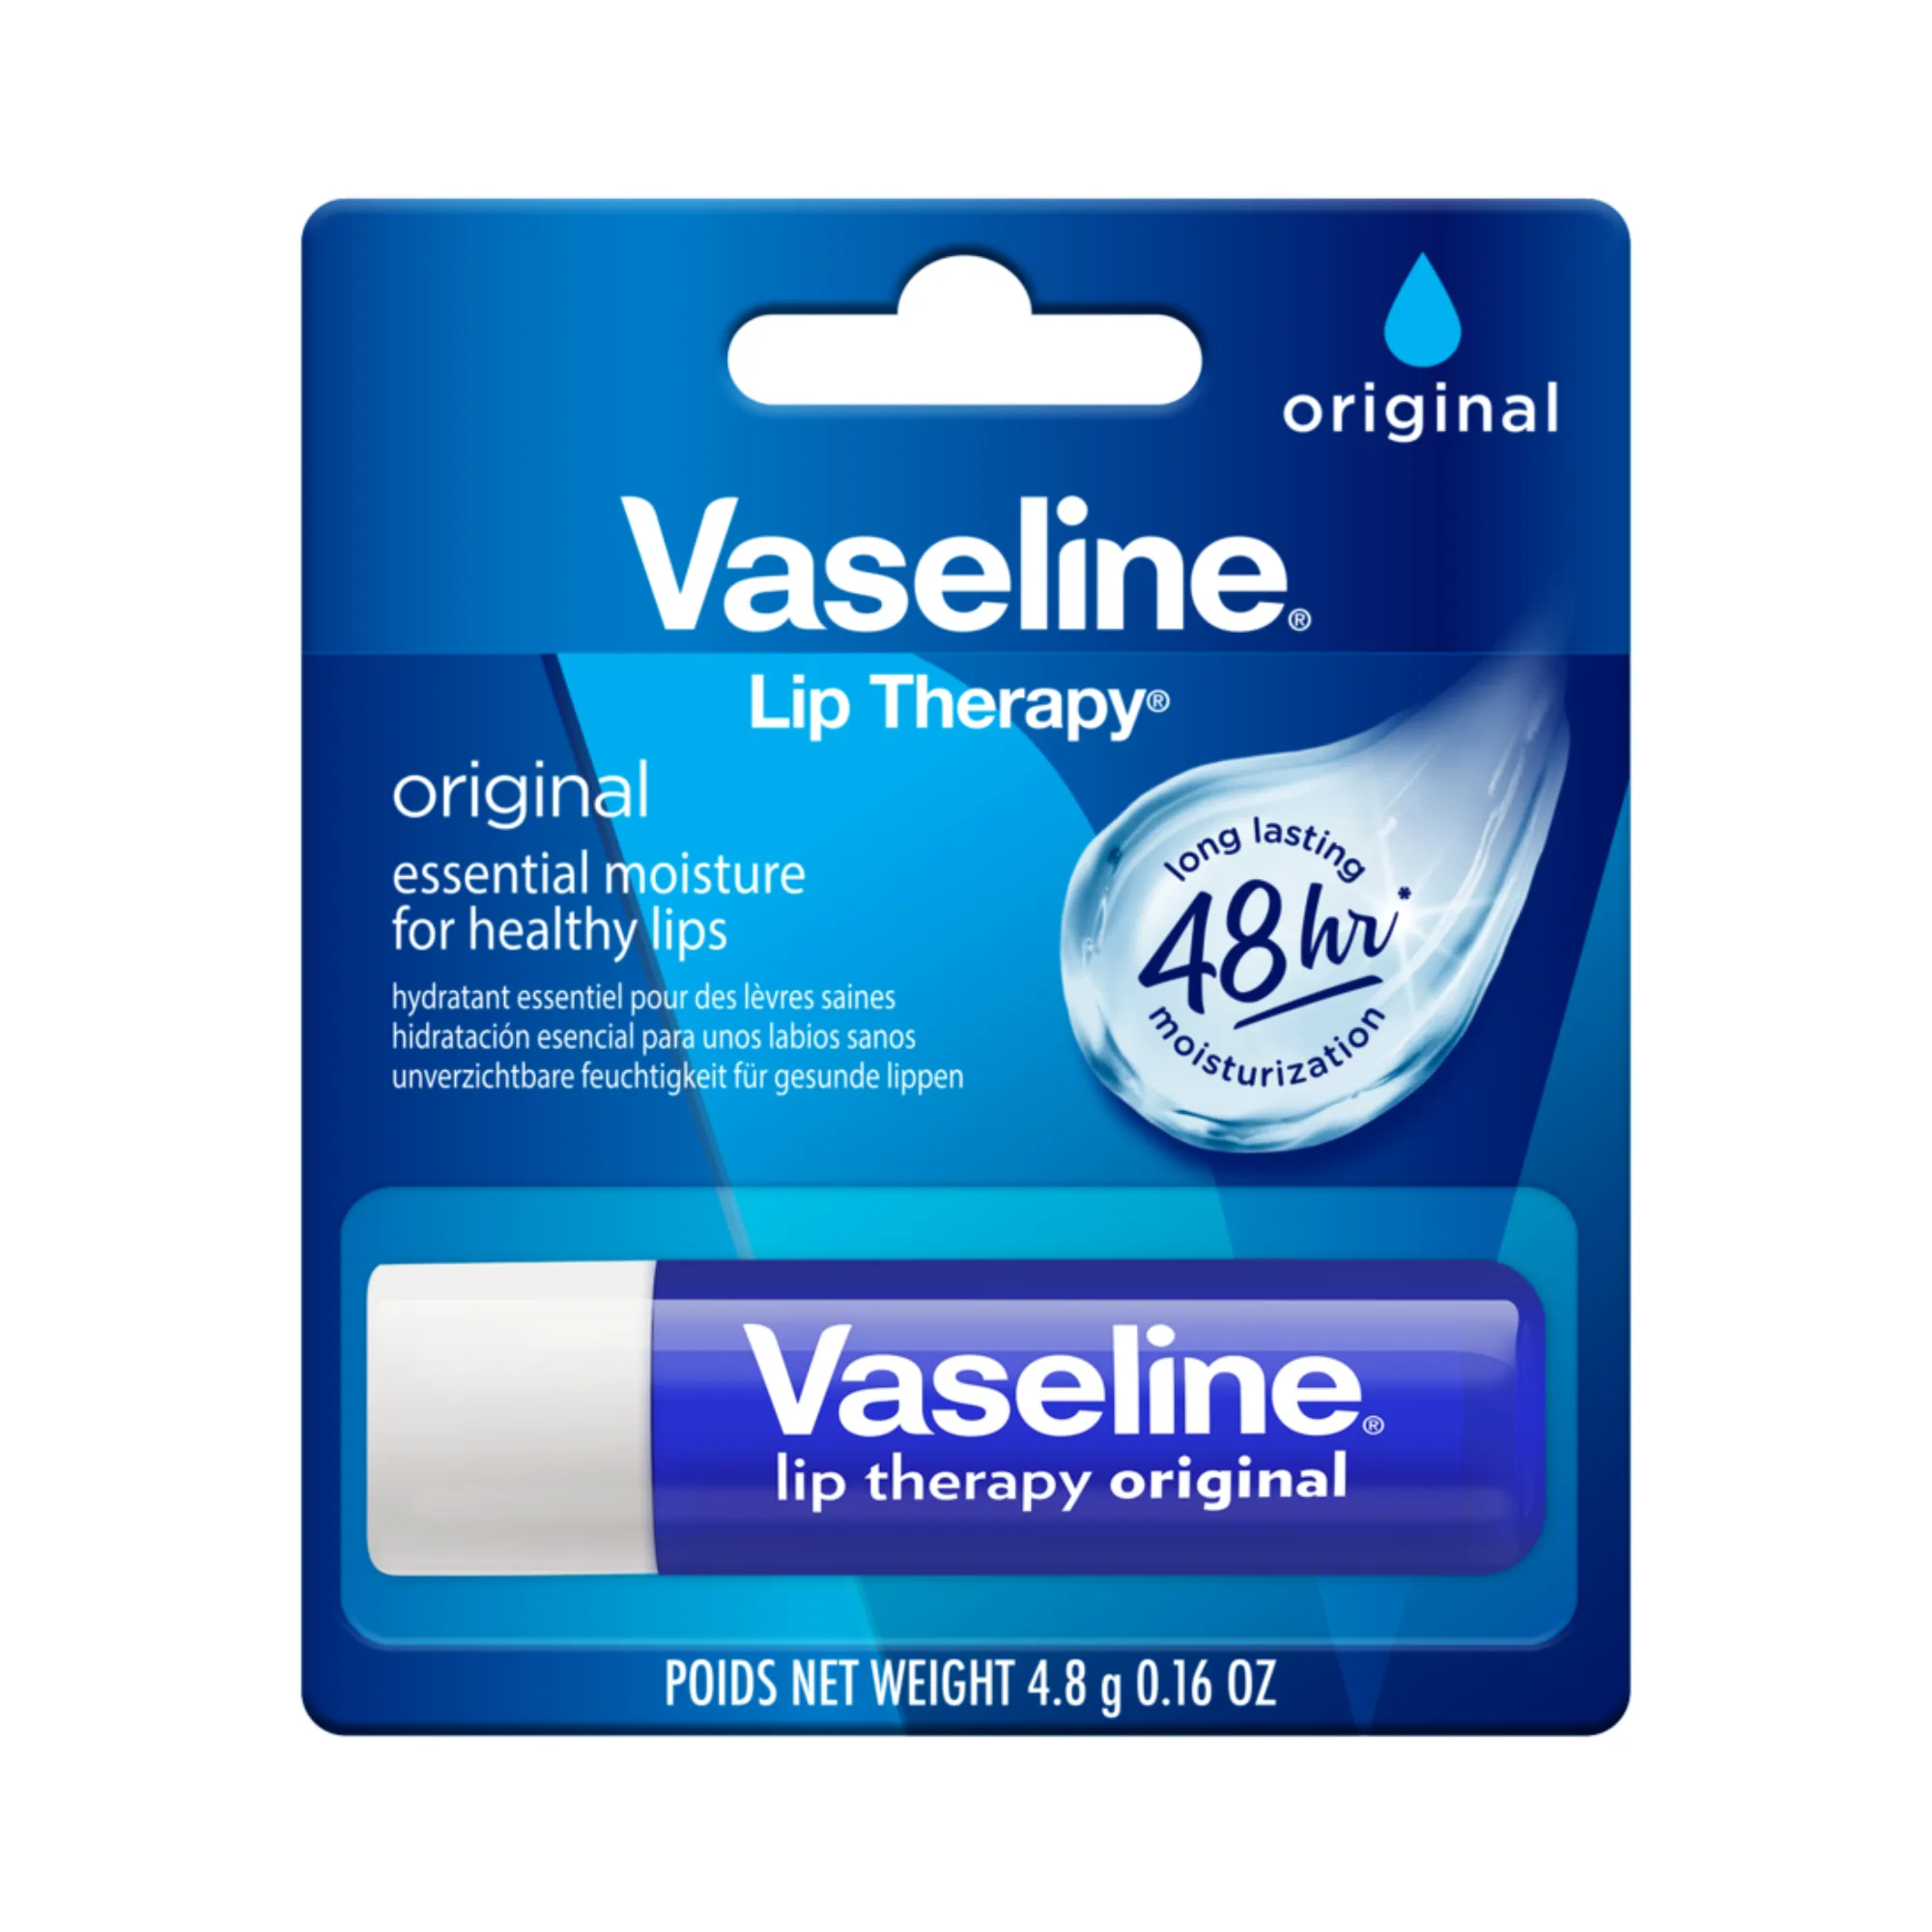 original
Vaseline®
Lip Therapy®
original
essential moisture
for healthy lips
hydratant essentiel pour des lèvres saines
hidratación esencial para unos labios sanos
unverzichtbare feuchtigkeit für gesunde lippen
long lasting
48hr*
moisturization
Vaseline®
lip therapy original
POIDS NET WEIGHT 4.8 g 0.16 OZ